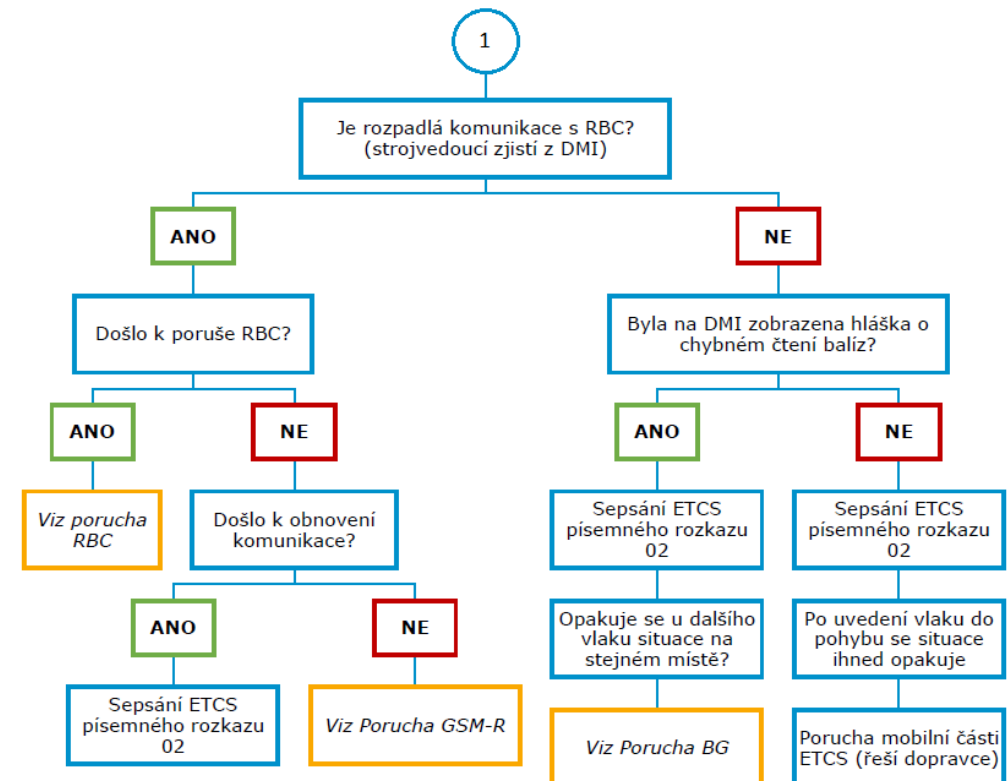 1
Je rozpadlá komunikace s RBC?
(strojvedoucí zjistí z DMI)
ANO
NE
Došlo k poruše RBC?
Byla na DMI zobrazena hláška o
chybném čtení balíz?
ANO
NE
ANO
NE
Viz porucha
RBC
Došlo k obnovení
komunikace?
Sepsání ETCS
písemného rozkazu
02
Sepsání ETCS
písemného rozkazu
02
ANO
NE
Opakuje se u dalšího
vlaku situace na
stejném místě?
Po uvedení vlaku do
pohybu se situace
ihned opakuje
Sepsání ETCS
písemného rozkazu
02
Viz Porucha GSM-R
Viz Porucha BG
Porucha mobilní části
ETCS (řeší dopravce)